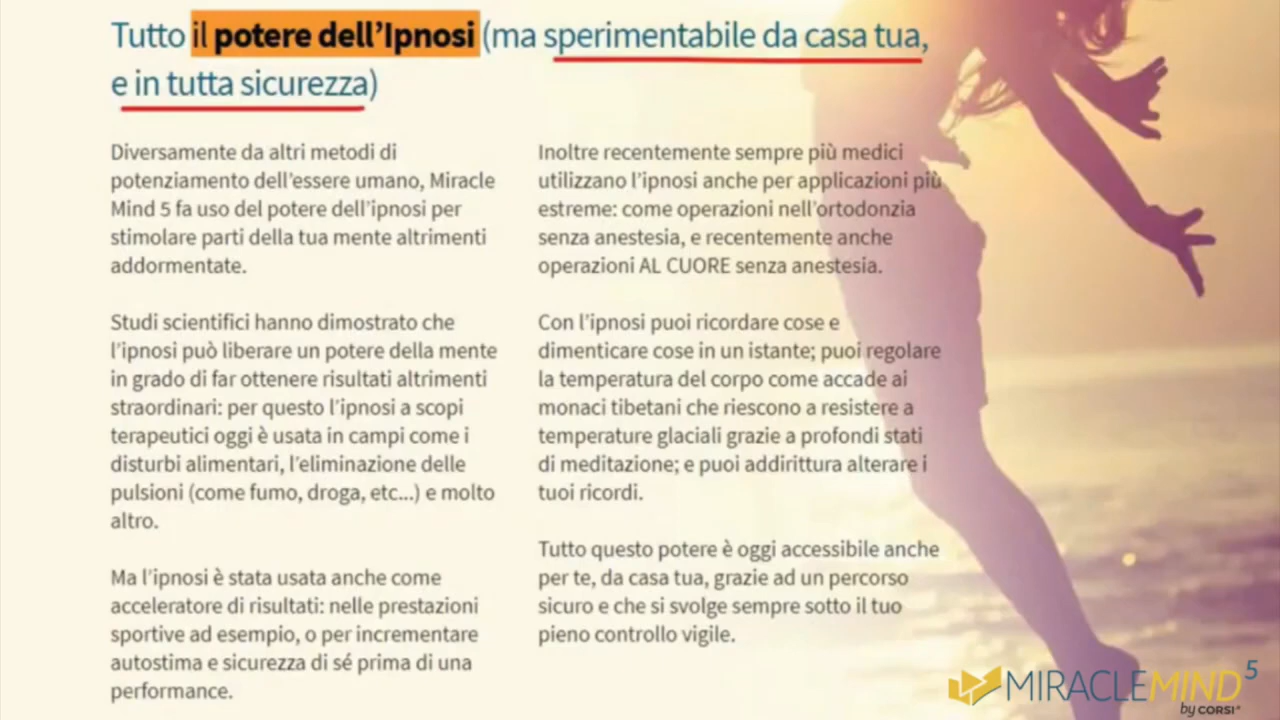 Tutto il potere dell'Ipnosi (ma sperimentabile da casa tua,
e in tutta sicurezza)
Diversamente da altri metodi di
potenziamento dell'essere umano, Miracle
Mind 5 fa uso del potere dell'ipnosi per
stimolare parti della tua mente altrimenti
addormentate.
Studi scientifici hanno dimostrato che
l'ipnosi può liberare un potere della mente
in grado di far ottenere risultati altrimenti
straordinari: per questo l'ipnosi a scopi
terapeutici oggi è usata in campi come i
disturbi alimentari, l'eliminazione delle
pulsioni (come fumo, droga, etc...) e molto
altro.
Ma l'ipnosi è stata usata anche come
acceleratore di risultati: nelle prestazioni
sportive ad esempio, o per incrementare
autostima e sicurezza di sé prima di una
performance.
Inoltre recentemente sempre più medici
utilizzano l'ipnosi anche per applicazioni più
estreme: come operazioni nell'ortodonzia
senza anestesia, e recentemente anche
operazioni AL CUORE senza anestesia.
Con l'ipnosi puoi ricordare cose e
dimenticare cose in un istante; puoi regolare
la temperatura del corpo come accade ai
monaci tibetani che riescono a resistere a
temperature glaciali grazie a profondi stati
di meditazione; e puoi addirittura alterare i
tuoi ricordi.
Tutto questo potere è oggi accessibile anche
per te, da casa tua, grazie ad un percorso
sicuro e che si svolge sempre sotto il tuo
pieno controllo vigile.
MIRACLEMIND 5
by CORSI